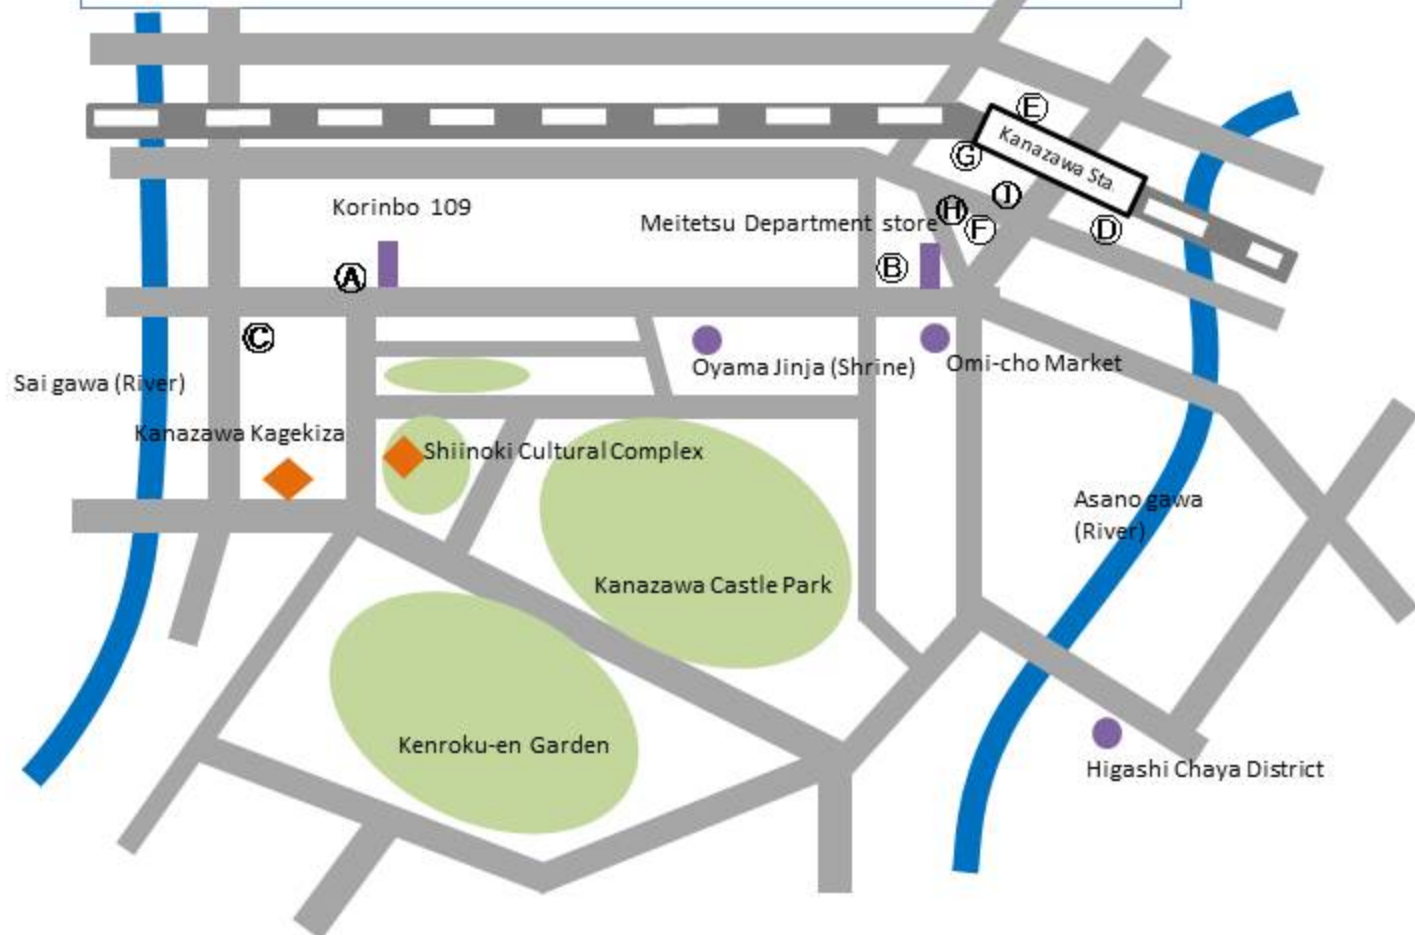 Ⓔ
Kanazawa Sta.
Ⓖ
Ⓘ
Korinbo 109
Ⓗ
Meitetsu Department store
Ⓕ
Ⓓ
Ⓐ
Ⓑ
Ⓒ
Oyama Jinja (Shrine)
Omi-cho Market
Sai gawa (River)
Kanazawa Kagekiza
Shiinoki Cultural Complex
Asano gawa
(River)
Kanazawa Castle Park
Kenroku-en Garden
Higashi Chaya District